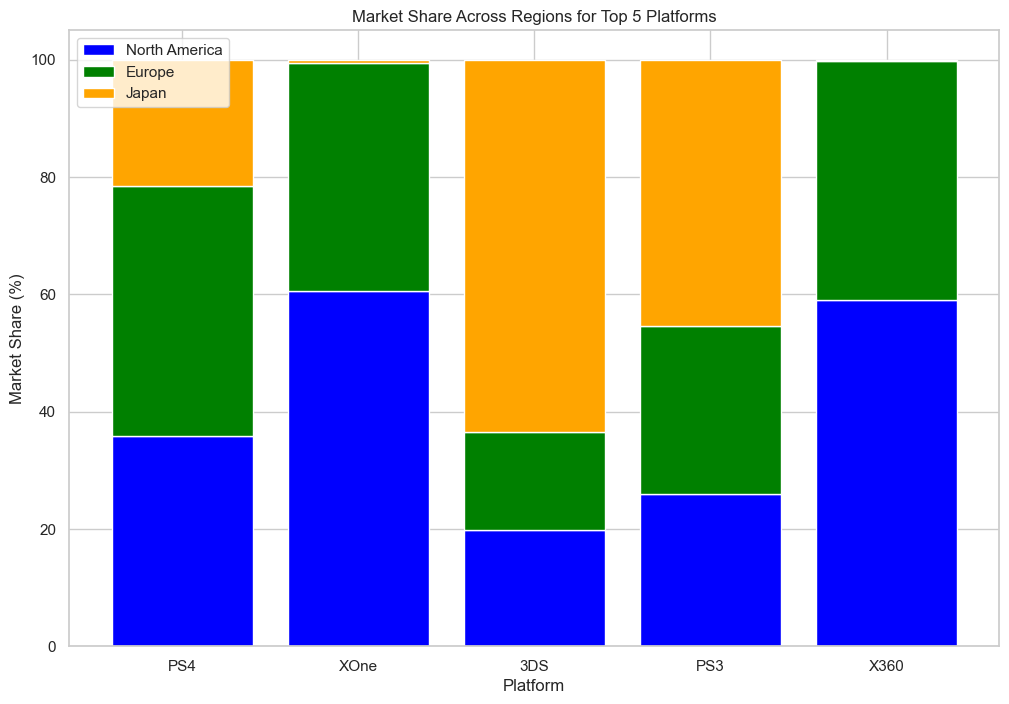 Market Share Across Regions for Top 5 Platforms
North America
Europe
Japan
100
80
60
40
20
0
Market Share (%)
PS4 XOne 3DS PS3 X360
Platform